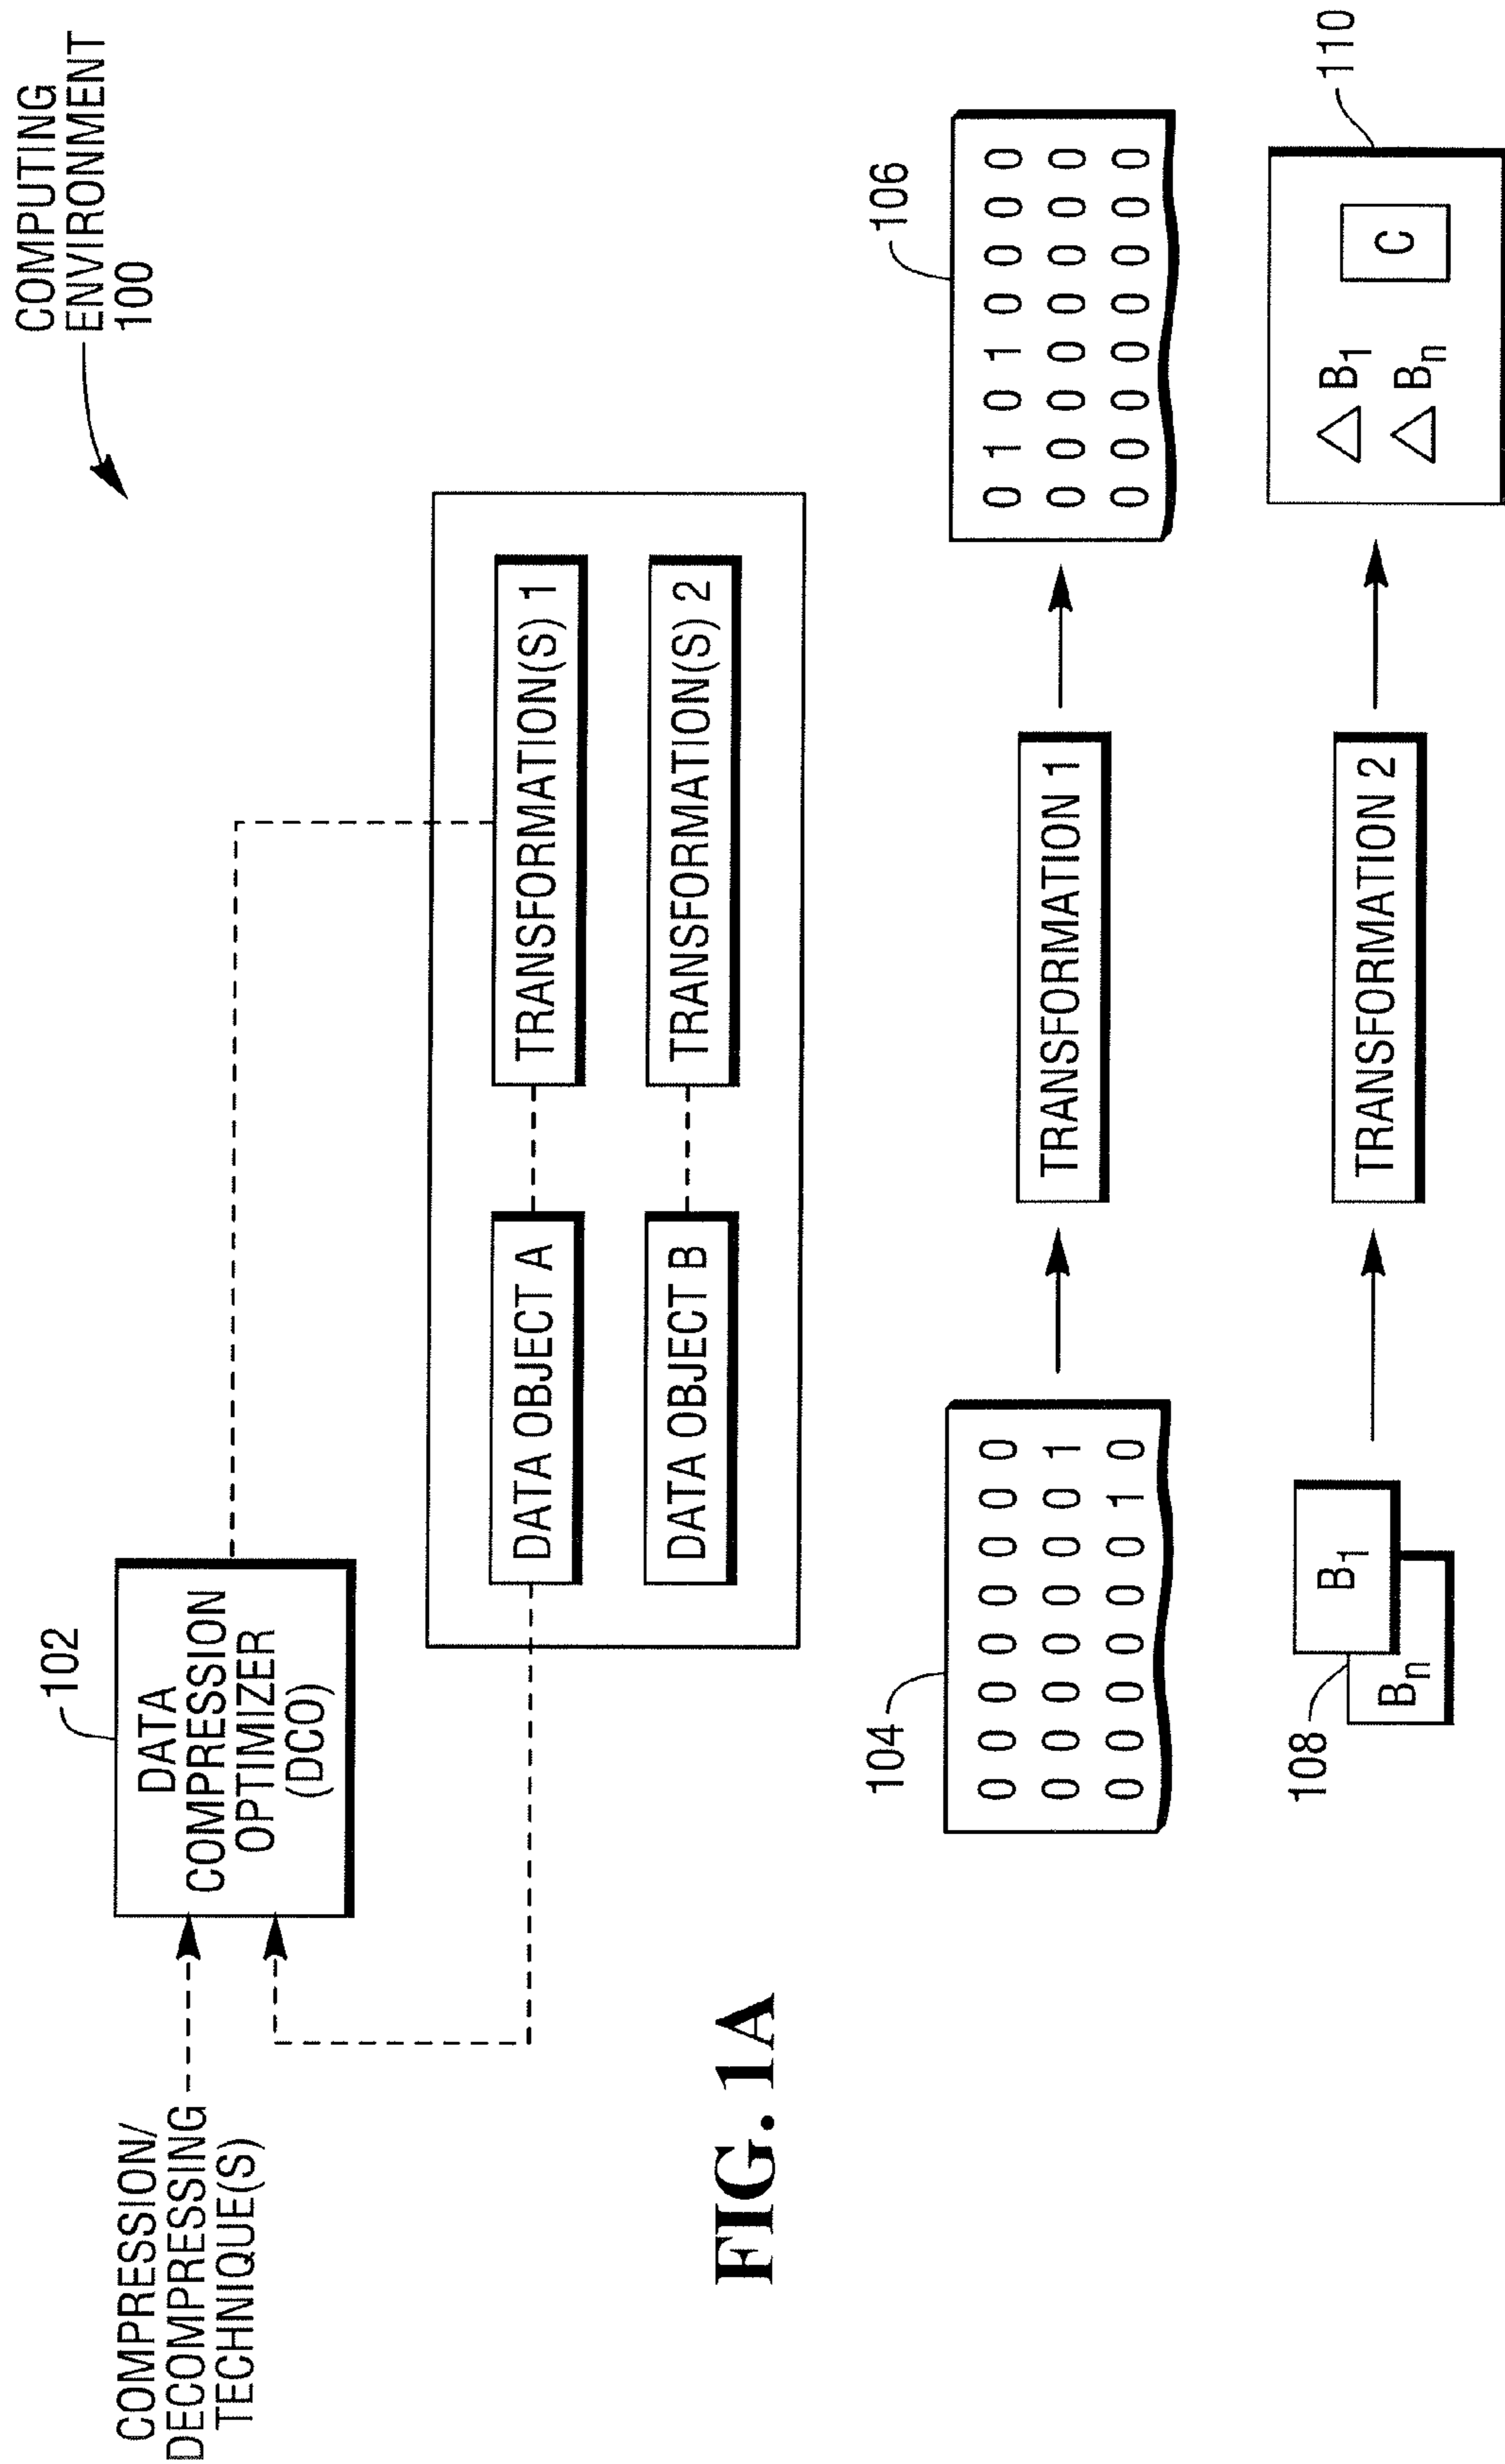 COMPUTING
ENVIRONMENT
100
102
COMPRESSION/
DECOMPRESSING
TECHNIQUE(S)
DATA
COMPRESSION
OPTIMIZER
(DCO)
DATA OBJECT A
TRANSFORMATION(S) 1
DATA OBJECT B
TRANSFORMATION(S) 2
FIG. 1A
104
0 0 0 0 0 0 0 0
0 0 0 0 0 0 0 1
0 0 0 0 0 0 1 0
TRANSFORMATION 1
106
0 1 0 1 0 0 0 0
0 0 0 0 0 0 0 0
0 0 0 0 0 0 0 0
108
B1
Bn
TRANSFORMATION 2
△ B1
△ Bn
C
110